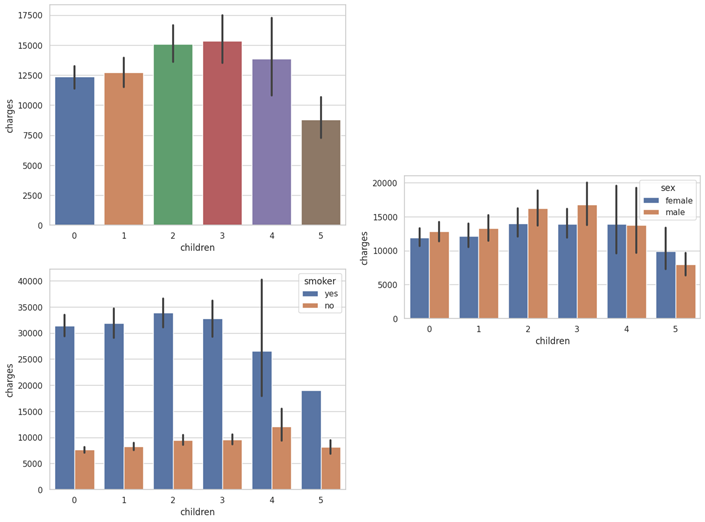 17500
15000
12500
10000
7500
5000
2500
0
charges
0 1 2 3 4 5
children
20000
15000
10000
5000
0
charges
sex
female
male
0 1 2 3 4 5
children
40000
35000
30000
25000
20000
15000
10000
5000
0
charges
smoker
yes
no
0 1 2 3 4 5
children